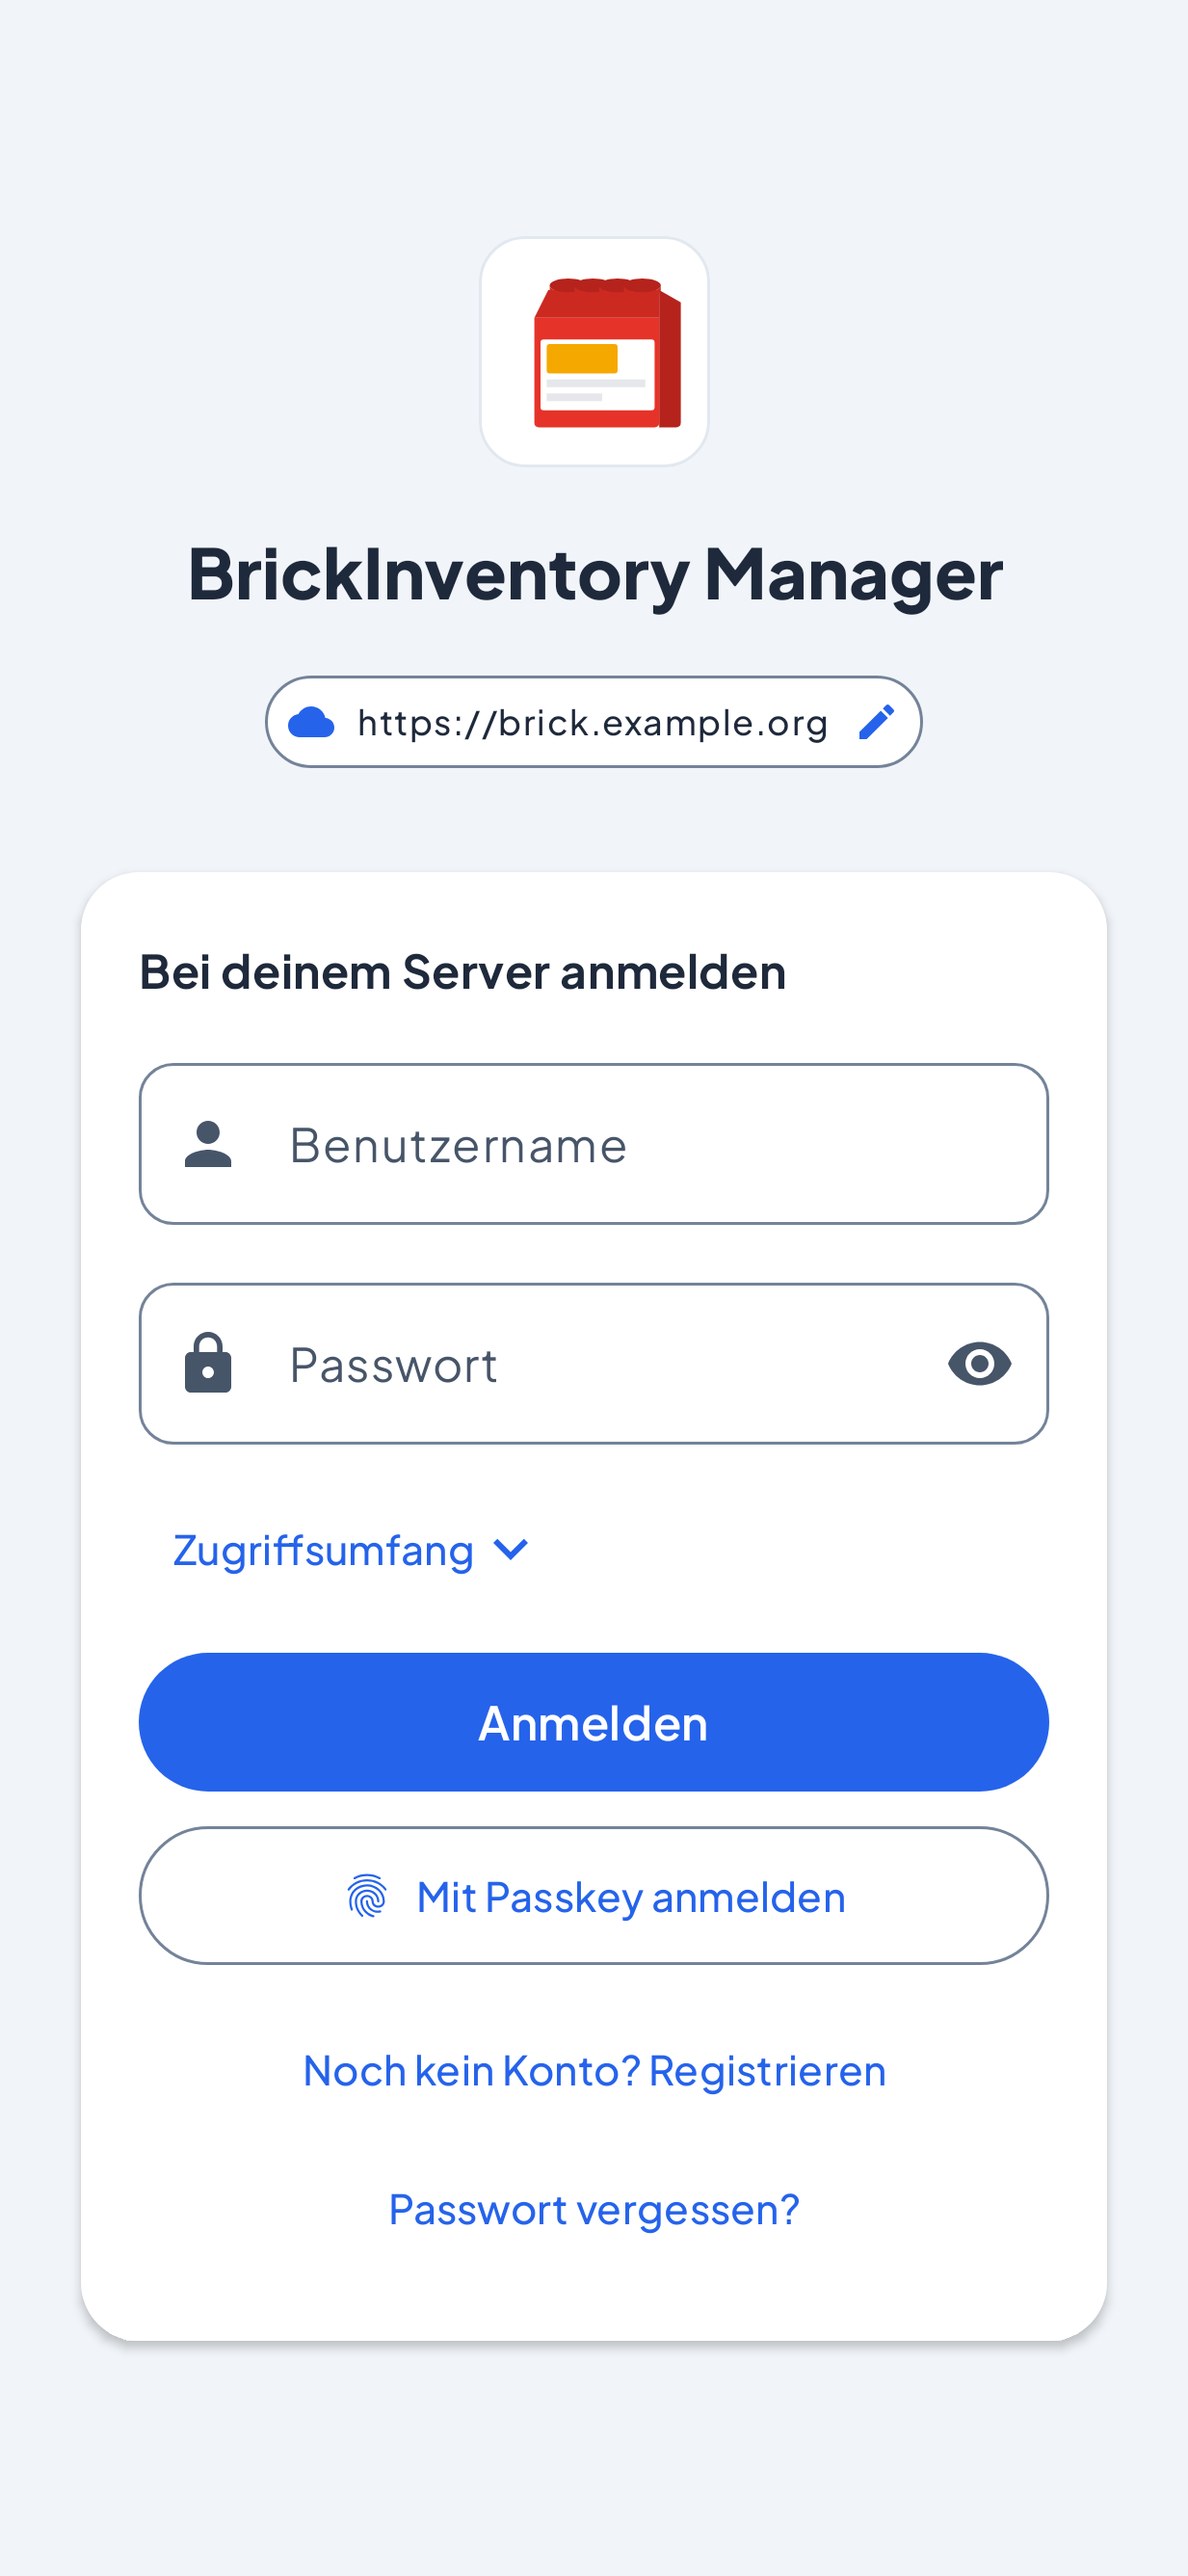 BrickInventory Manager
https://brick.example.org
Bei deinem Server anmelden
Benutzername
Passwort
Zugriffsumfang
Anmelden
Mit Passkey anmelden
Noch kein Konto? Registrieren
Passwort vergessen?